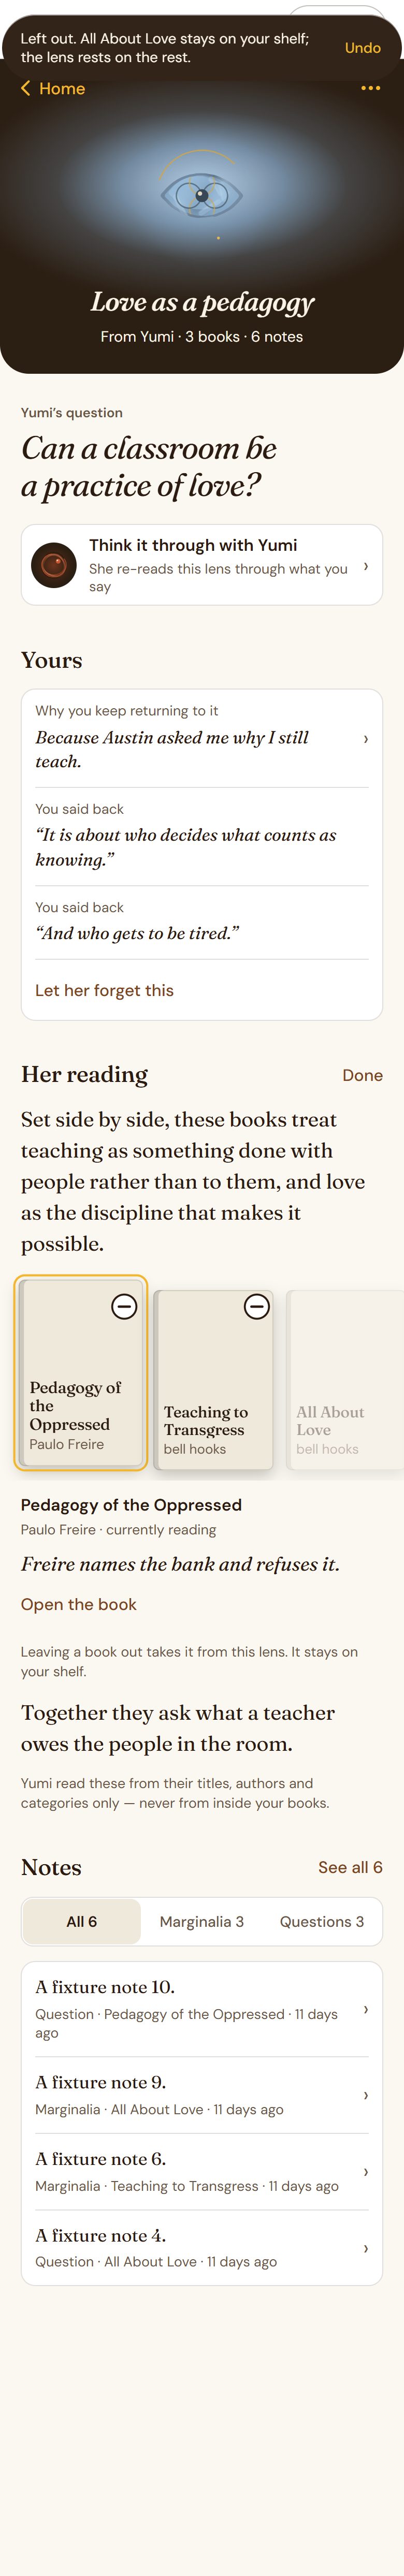 Left out. All About Love stays on your shelf;
the lens rests on the rest.
Undo
Home
Love as a pedagogy
From Yumi · 3 books · 6 notes
Yumi's question
Can a classroom be
a practice of love?
Think it through with Yumi
She re-reads this lens through what you
say
Yours
Why you keep returning to it
Because Austin asked me why I still
teach.
You said back
“It is about who decides what counts as
knowing.”
You said back
“And who gets to be tired.”
Let her forget this
Her reading
Done
Set side by side, these books treat
teaching as something done with
people rather than to them, and love
as the discipline that makes it
possible.
Pedagogy of
the
Oppressed
Paulo Freire
Teaching to
Transgress
bell hooks
All About
Love
bell hooks
Pedagogy of the Oppressed
Paulo Freire · currently reading
Freire names the bank and refuses it.
Open the book
Leaving a book out takes it from this lens. It stays on
your shelf.
Together they ask what a teacher
owes the people in the room.
Yumi read these from their titles, authors and
categories only — never from inside your books.
Notes
See all 6
All 6
Marginalia 3
Questions 3
A fixture note 10.
Question · Pedagogy of the Oppressed · 11 days
ago
A fixture note 9.
Marginalia · All About Love · 11 days ago
A fixture note 6.
Marginalia · Teaching to Transgress · 11 days ago
A fixture note 4.
Question · All About Love · 11 days ago